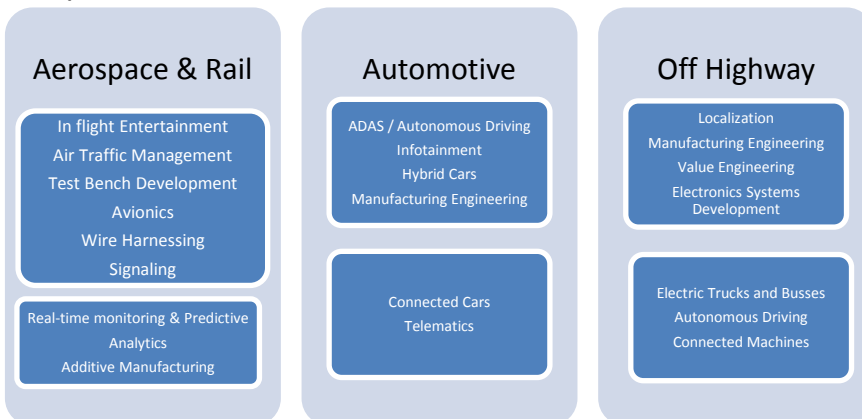 Aerospace & Rail
In flight Entertainment
Air Traffic Management
Test Bench Development
Avionics
Wire Harnessing
Signaling
Real-time monitoring & Predictive
Analytics
Additive Manufacturing
Automotive
ADAS / Autonomous Driving
Infotainment
Hybrid Cars
Manufacturing Engineering
Connected Cars
Telematics
Off Highway
Localization
Manufacturing Engineering
Value Engineering
Electronics Systems
Development
Electric Trucks and Busses
Autonomous Driving
Connected Machines